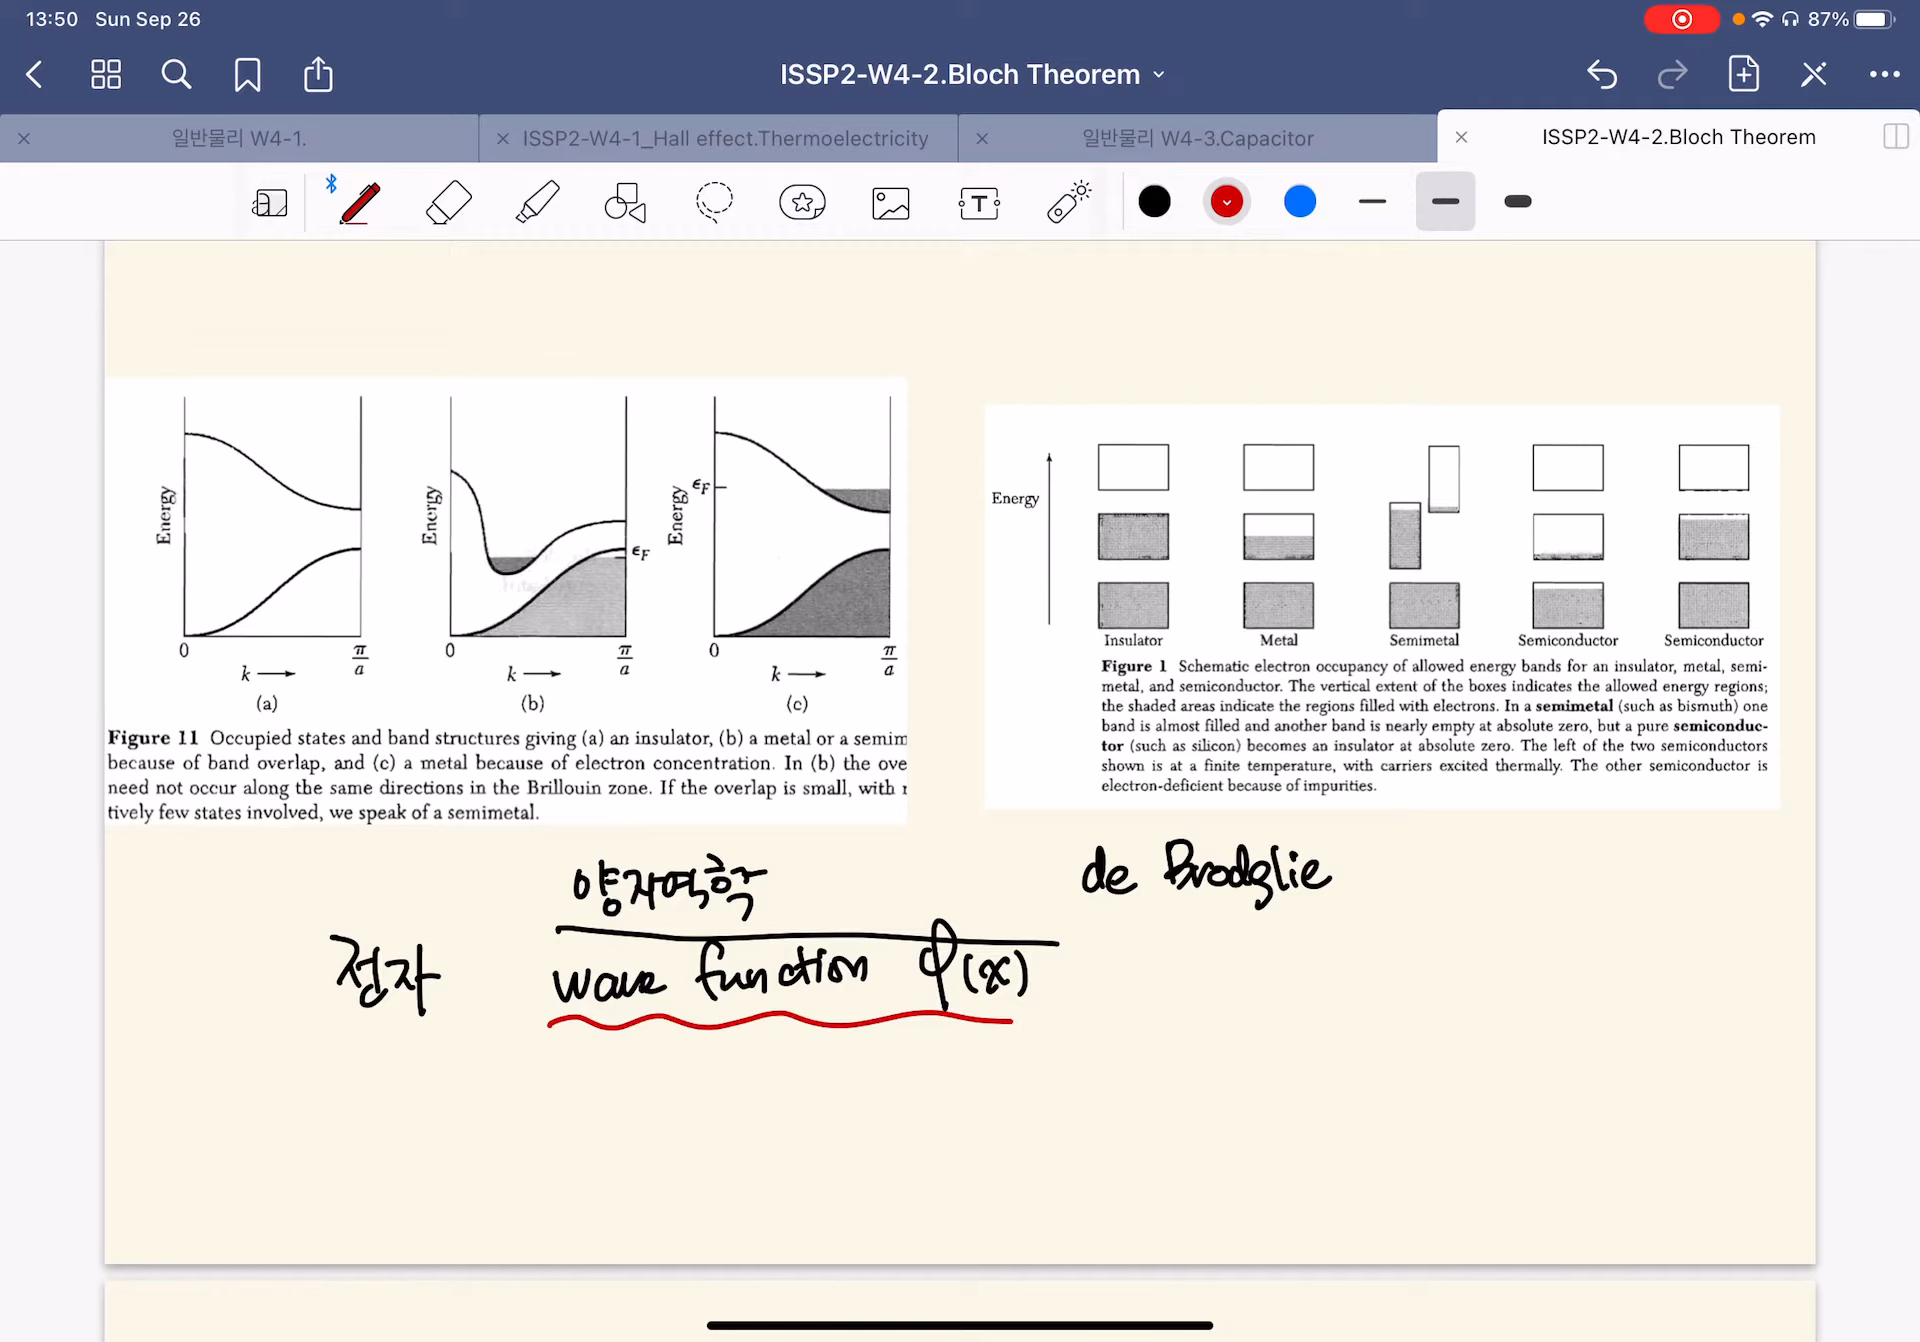 13:50 Sun Sep 26
87%
ISSP2-W4-2.Bloch Theorem
일반물리 W4-1.
ISSP2-W4-1_Hall effect.Thermoelectricity
일반물리 W4-3.Capacitor
ISSP2-W4-2.Bloch Theorem
T
Energy
0
k
π/a
(a)
Energy
ϵF
0
k
π/a
(b)
Energy
ϵF
0
k
π/a
(c)
Figure 11 Occupied states and band structures giving (a) an insulator, (b) a metal or a semim
because of band overlap, and (c) a metal because of electron concentration. In (b) the ove
need not occur along the same directions in the Brillouin zone. If the overlap is small, with
tively few states involved, we speak of a semimetal.
Energy
Insulator Metal Semimetal Semiconductor Semiconductor
Figure 1 Schematic electron occupancy of allowed energy bands for an insulator, metal, semi-
metal, and semiconductor. The vertical extent of the boxes indicates the allowed energy regions;
the shaded areas indicate the regions filled with electrons. In a semimetal (such as bismuth) one
band is almost filled and another band is nearly empty at absolute zero, but a pure semiconduc-
tor (such as silicon) becomes an insulator at absolute zero. The left of the two semiconductors
shown is at a finite temperature, with carriers excited thermally. The other semiconductor is
electron-deficient because of impurities.
양자역학
de Brodglie
전자
wave function φ(x)